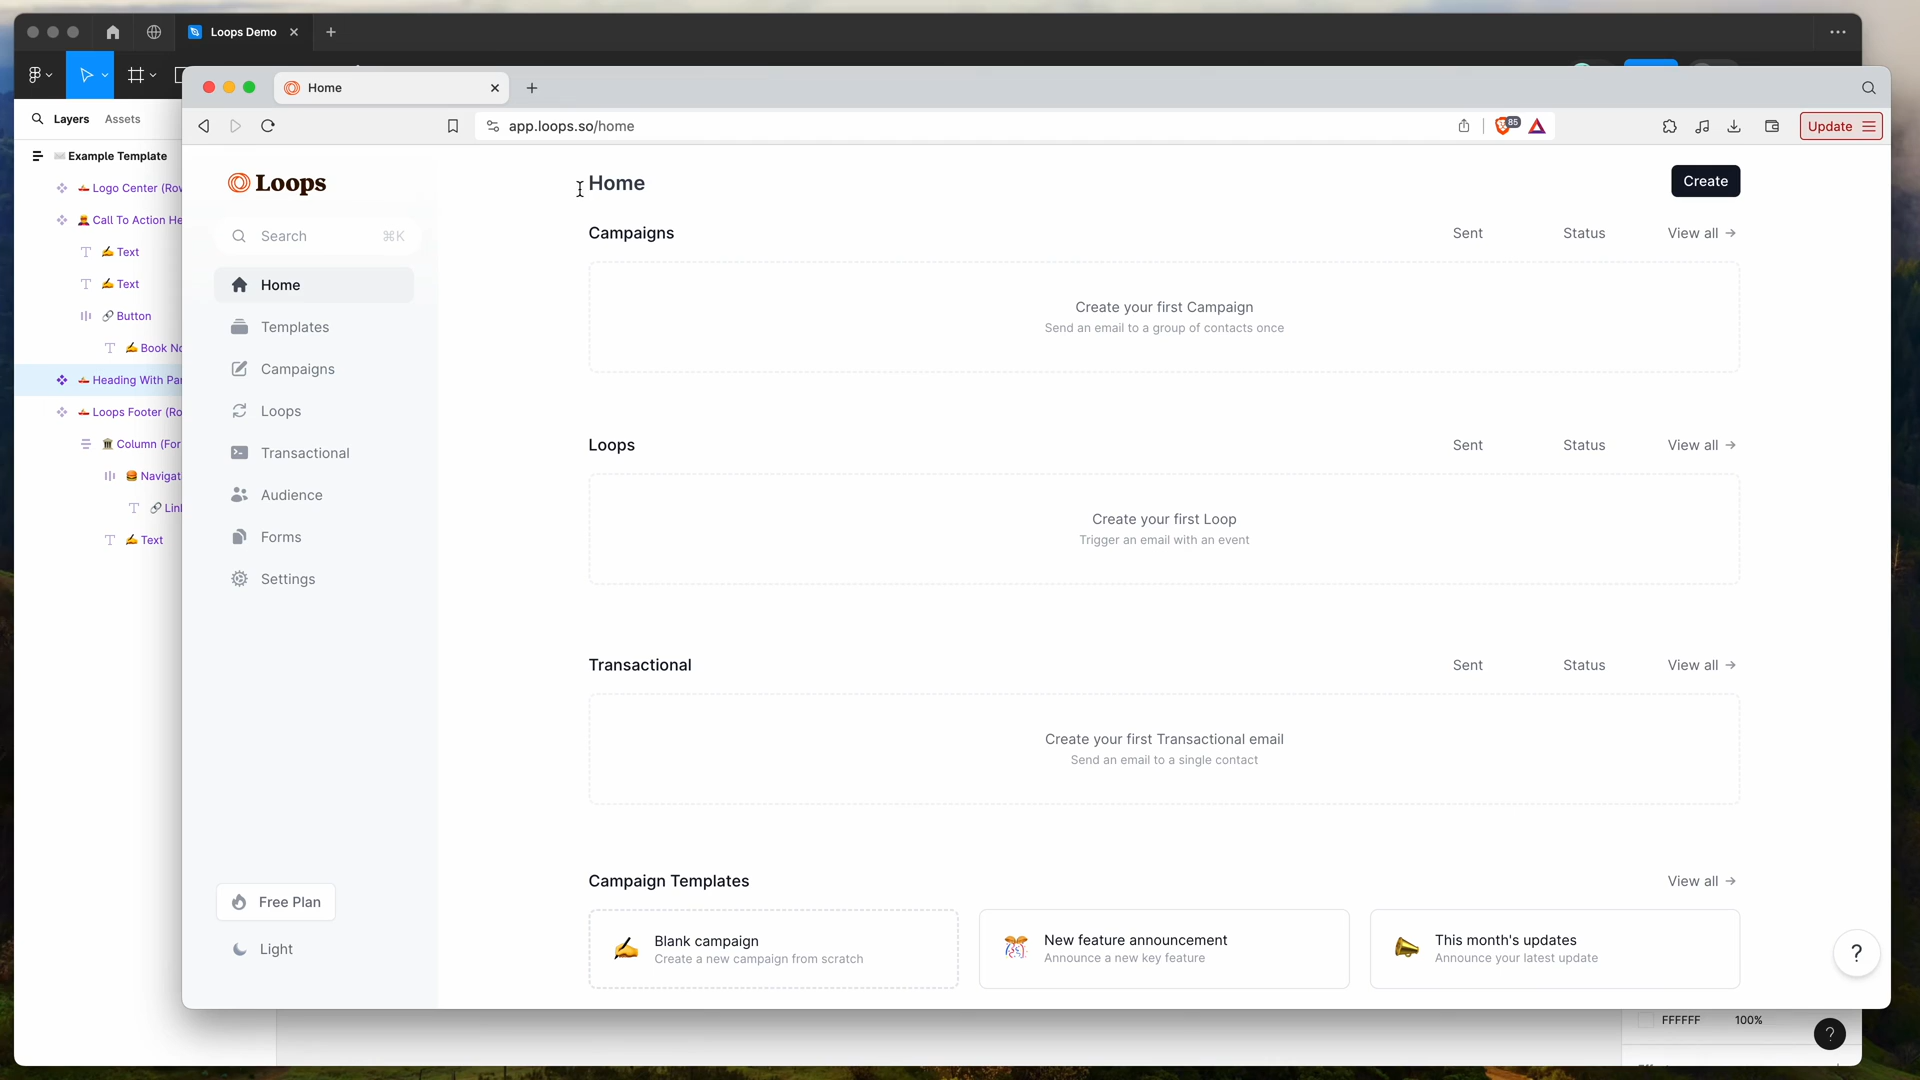 Loops Demo
Layers
Assets
Example Template
Logo Center (Row
Call To Action He
Text
Text
Button
Book No
Heading With Par
Loops Footer (Ro
Column (For
Navigat
Link
Text
Home
app.loops.so/home
85
Update
Loops
Search
⌘K
Home
Templates
Campaigns
Loops
Transactional
Audience
Forms
Settings
Free Plan
Light
Home
Create
Campaigns
Sent
Status
View all →
Create your first Campaign
Send an email to a group of contacts once
Loops
Sent
Status
View all →
Create your first Loop
Trigger an email with an event
Transactional
Sent
Status
View all →
Create your first Transactional email
Send an email to a single contact
Campaign Templates
View all →
Blank campaign
Create a new campaign from scratch
New feature announcement
Announce a new key feature
This month's updates
Announce your latest update
?
FFFFFF
100%
?